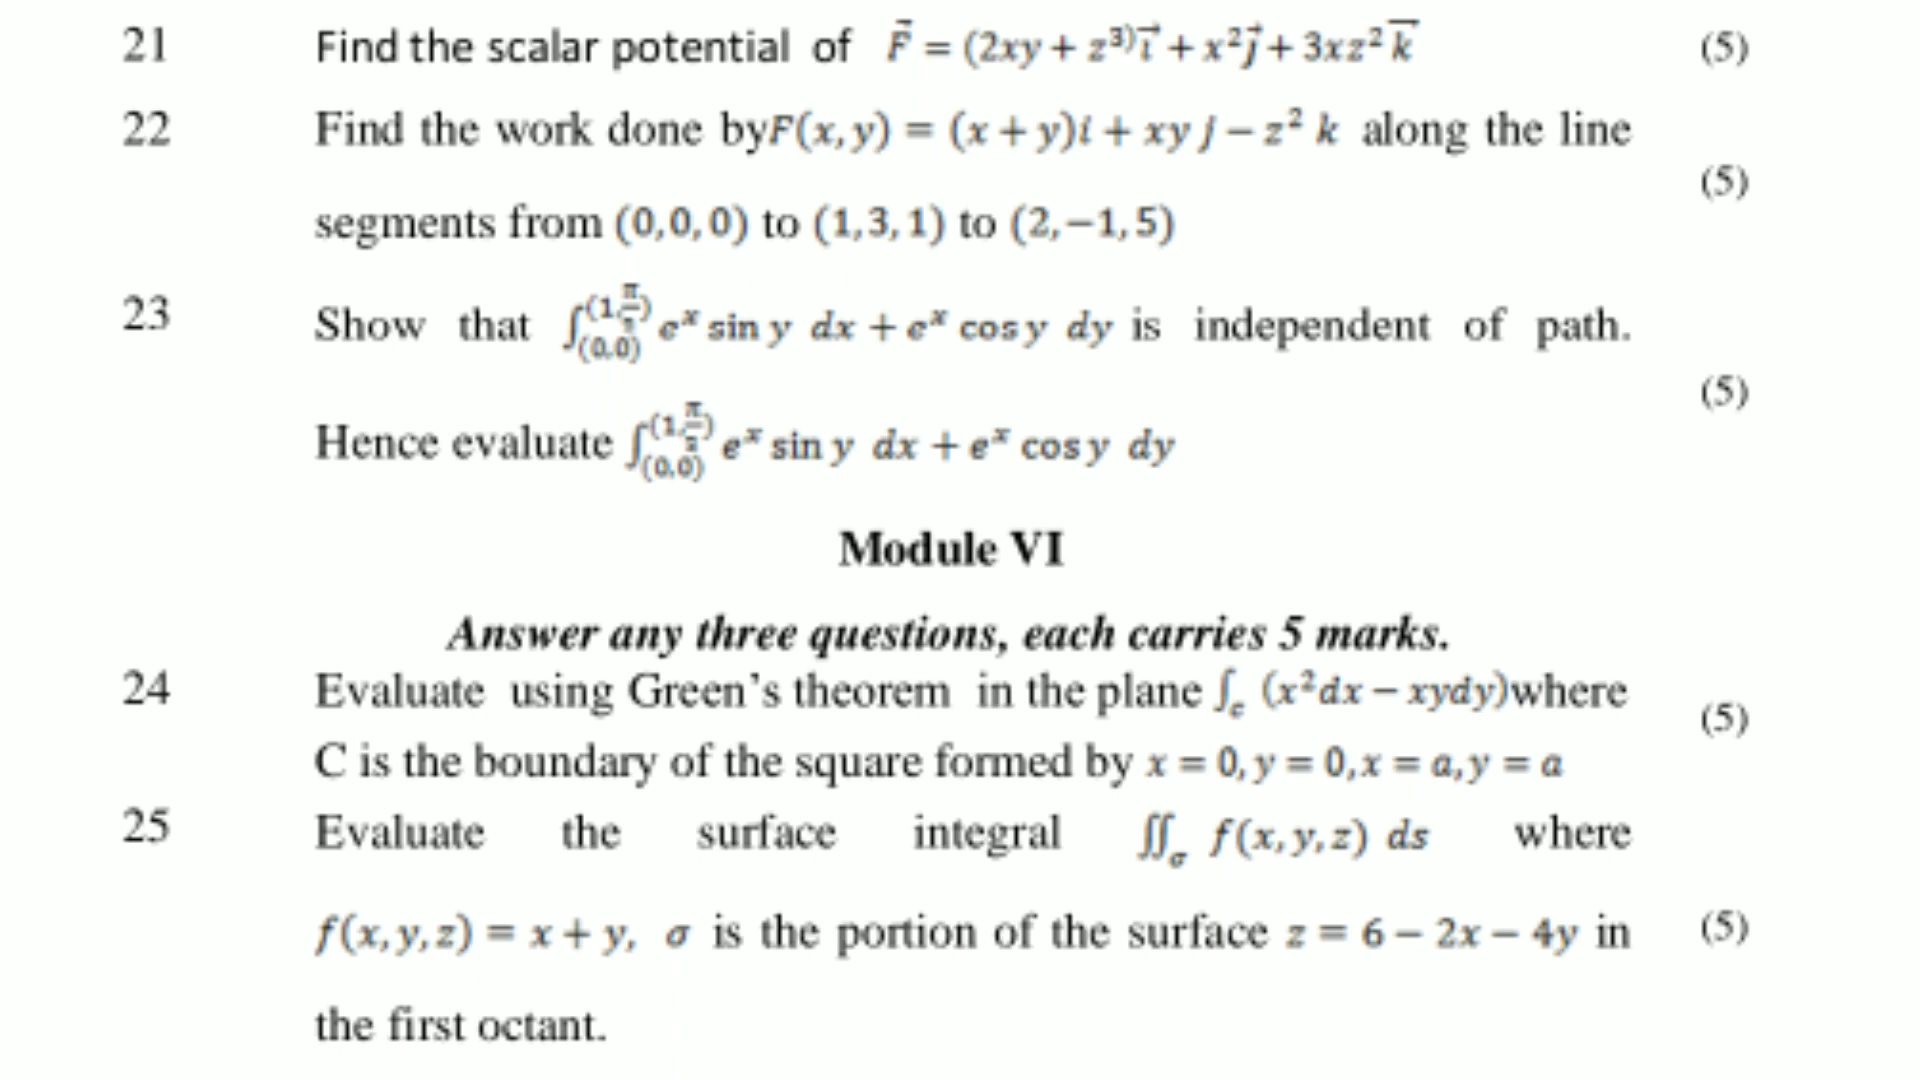 21 Find the scalar potential of F̄ = (2xy + z³⁾i⃗ + x²j⃗ + 3xz² k⃗ (5)
22 Find the work done byF(x, y) = (x + y)i + xy j − z² k along the line
(5)
segments from (0,0,0) to (1,3,1) to (2,−1,5)
23 Show that ∫₍₀,₀₎^(1,π/2) eˣ sin y dx + eˣ cos y dy is independent of path.
(5)
Hence evaluate ∫₍₀,₀₎^(1,π/2) eˣ sin y dx + eˣ cos y dy
Module VI
Answer any three questions, each carries 5 marks.
24 Evaluate using Green's theorem in the plane ∫_c (x²dx − xydy)where
(5)
C is the boundary of the square formed by x = 0, y = 0, x = a, y = a
25 Evaluate the surface integral ∬_σ f(x, y, z) ds where
f(x, y, z) = x + y, σ is the portion of the surface z = 6 − 2x − 4y in (5)
the first octant.